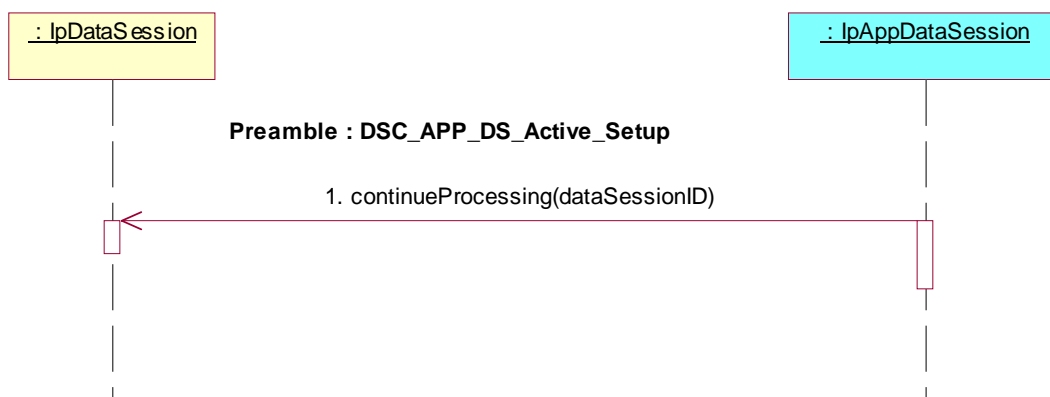 : IpDataSession
: IpAppDataSession
Preamble : DSC_APP_DS_Active_Setup
1. continueProcessing(dataSessionID)